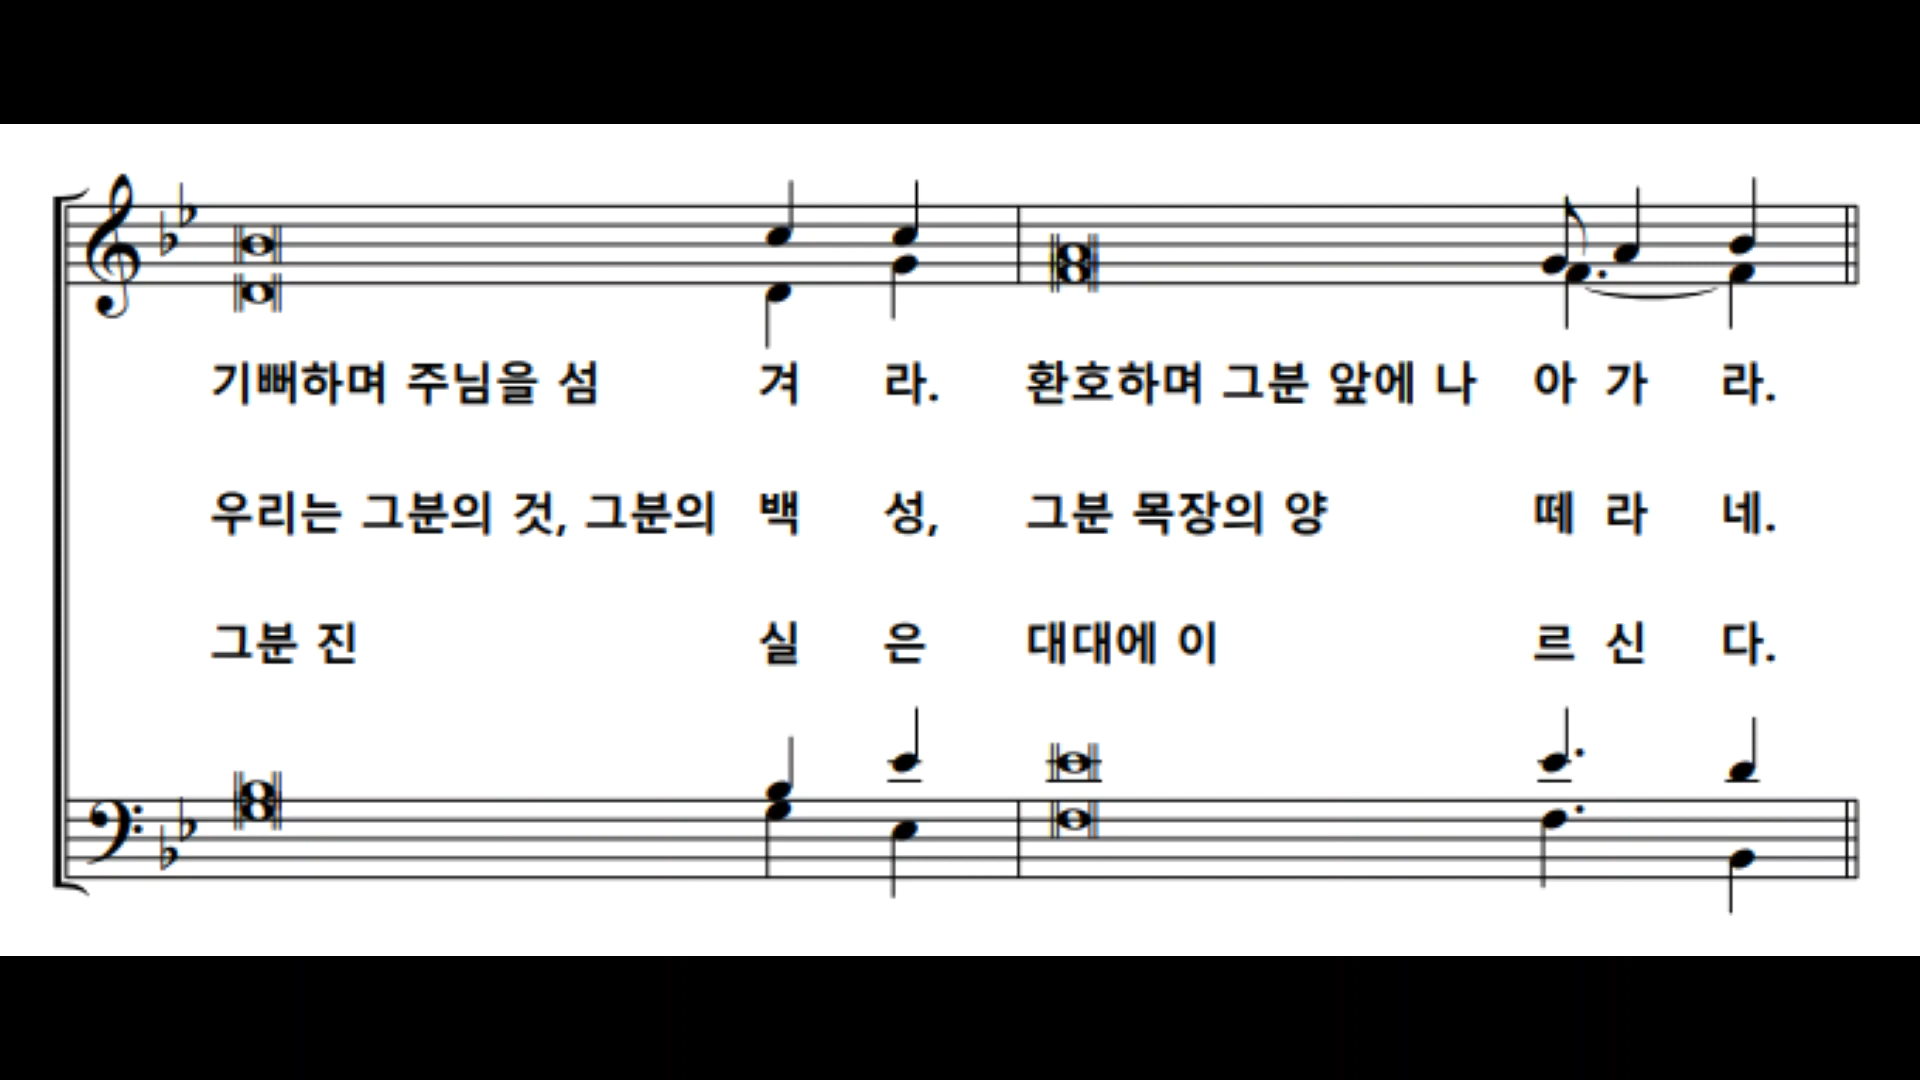 기뻐하며 주님을 섬 겨 라. 환호하며 그분 앞에 나 아 가 라.
우리는 그분의 것, 그분의 백 성, 그분 목장의 양 떼 라 네.
그분 진 실 은 대대에 이 르 신 다.